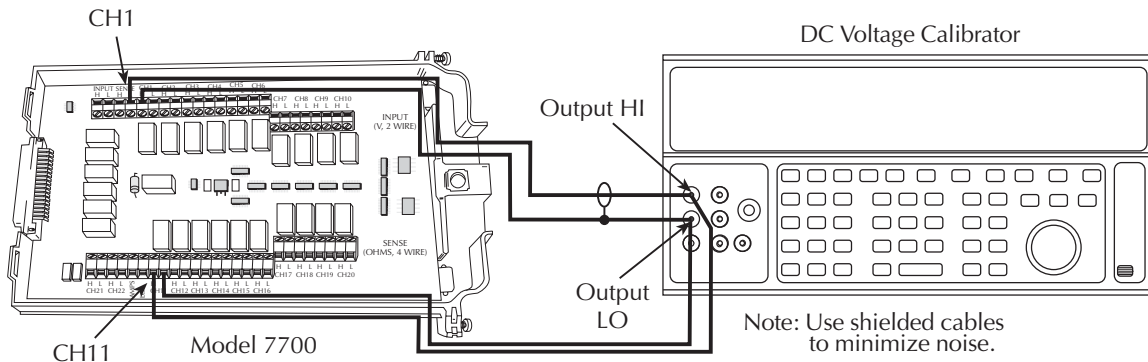 CH1
DC Voltage Calibrator
INPUT SENSE CH1 CH2 CH3 CH4 CH5 CH6
H L H
CH7 CH8 CH9 CH10
H L H L H L H L
Output HI
INPUT
(V, 2 WIRE)
SENSE
(OHMS, 4 WIRE)
H L H L H L H L
CH17 CH18 CH19 CH20
H L H L
CH21 CH22
H L H L H L H L H L
CH12 CH13 CH14 CH15 CH16
Output
LO
Note: Use shielded cables
to minimize noise.
Model 7700
CH11